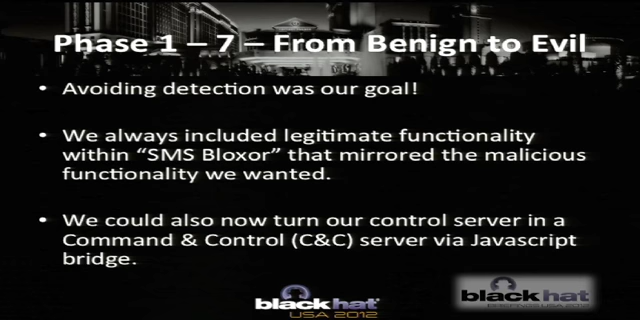 Phase 1 – 7 – From Benign to Evil
• Avoiding detection was our goal!
• We always included legitimate functionality
within “SMS Bloxor” that mirrored the malicious
functionality we wanted.
• We could also now turn our control server in a
Command & Control (C&C) server via Javascript
bridge.
black hat
USA 2012
black hat
USA 2012